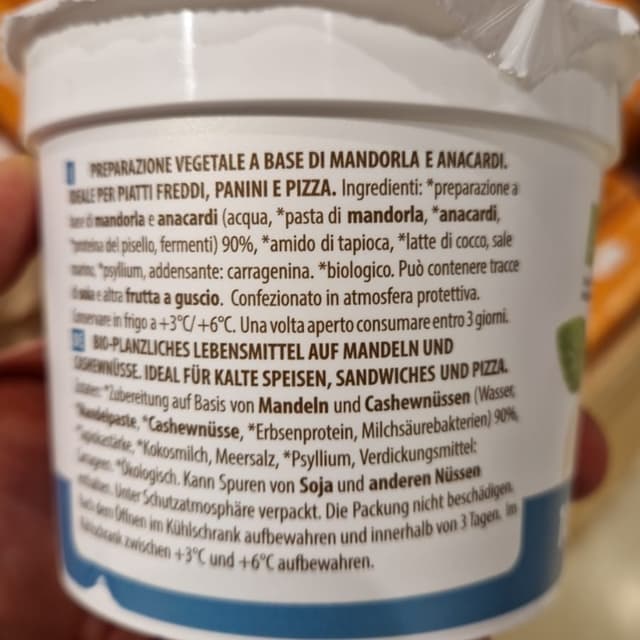 I PREPARAZIONE VEGETALE A BASE DI MANDORLA E ANACARDI.
IDEALE PER PIATTI FREDDI, PANINI E PIZZA. Ingredienti: *preparazione a
base di mandorla e anacardi (acqua, *pasta di mandorla, *anacardi,
*proteina del pisello, fermenti) 90%, *amido di tapioca, *latte di cocco, sale
marino, *psyllium, addensante: carragenina. *biologico. Può contenere tracce
di soia e altra frutta a guscio. Confezionato in atmosfera protettiva.
Conservare in frigo a +3°C/+6°C. Una volta aperto consumare entro 3 giorni.
DE BIO-PLANZLICHES LEBENSMITTEL AUF MANDELN UND
CASHEWNÜSSE. IDEAL FÜR KALTE SPEISEN, SANDWICHES UND PIZZA.
Zutaten: *Zubereitung auf Basis von Mandeln und Cashewnüssen (Wasser,
*Mandelpaste, *Cashewnüsse, *Erbsenprotein, Milchsäurebakterien) 90%,
*Tapiokastärke, *Kokosmilch, Meersalz, *Psyllium, Verdickungsmittel:
Carragen. *Ökologisch. Kann Spuren von Soja und anderen Nüssen
enthalten. Unter Schutzatmosphäre verpackt. Die Packung nicht beschädigen.
Nach dem Öffnen im Kühlschrank aufbewahren und innerhalb von 3 Tagen. Im
Kühlschrank zwischen +3°C und +6°C aufbewahren.